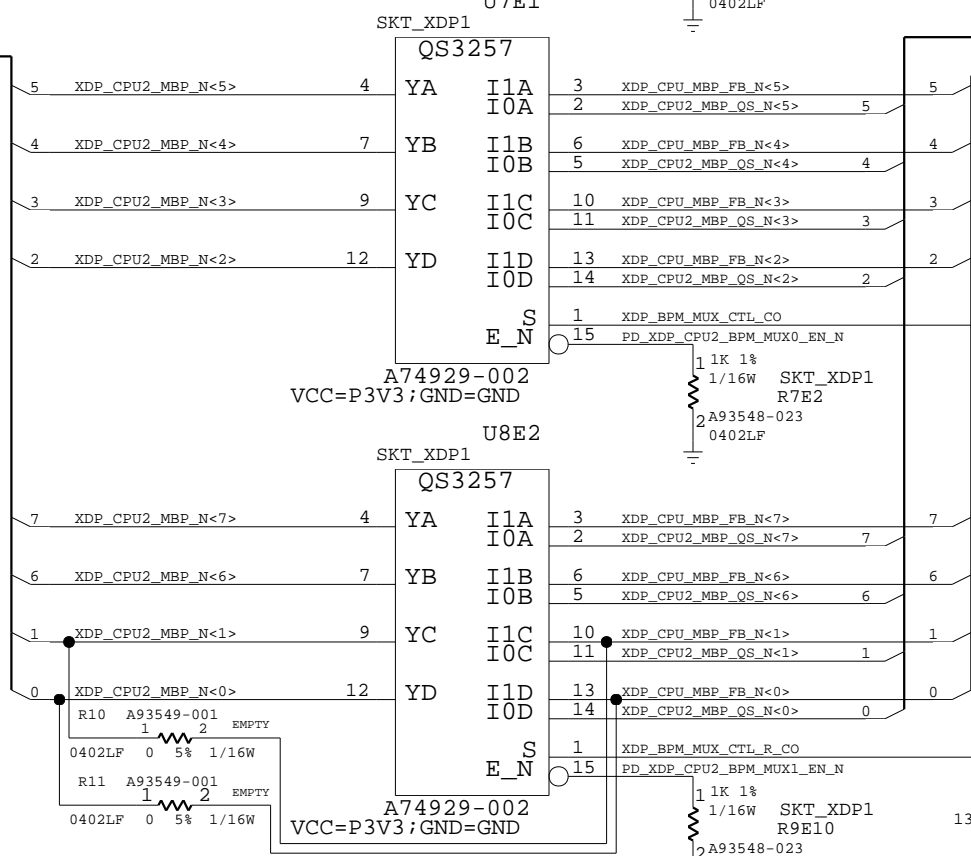 U7E1
0402LF
SKT_XDP1
QS3257
5 XDP_CPU2_MBP_N<5> 4 YA I1A 3 XDP_CPU_MBP_FB_N<5> 5
I0A 2 XDP_CPU2_MBP_QS_N<5> 5
4 XDP_CPU2_MBP_N<4> 7 YB I1B 6 XDP_CPU_MBP_FB_N<4> 4
I0B 5 XDP_CPU2_MBP_QS_N<4> 4
3 XDP_CPU2_MBP_N<3> 9 YC I1C 10 XDP_CPU_MBP_FB_N<3> 3
I0C 11 XDP_CPU2_MBP_QS_N<3> 3
2 XDP_CPU2_MBP_N<2> 12 YD I1D 13 XDP_CPU_MBP_FB_N<2> 2
I0D 14 XDP_CPU2_MBP_QS_N<2> 2
S 1 XDP_BPM_MUX_CTL_CO
E_N 15 PD_XDP_CPU2_BPM_MUX0_EN_N
1 1K 1%
A74929-002 1/16W SKT_XDP1
VCC=P3V3;GND=GND R7E2
2 A93548-023
0402LF
U8E2
SKT_XDP1
QS3257
7 XDP_CPU2_MBP_N<7> 4 YA I1A 3 XDP_CPU_MBP_FB_N<7> 7
I0A 2 XDP_CPU2_MBP_QS_N<7> 7
6 XDP_CPU2_MBP_N<6> 7 YB I1B 6 XDP_CPU_MBP_FB_N<6> 6
I0B 5 XDP_CPU2_MBP_QS_N<6> 6
1 XDP_CPU2_MBP_N<1> 9 YC I1C 10 XDP_CPU_MBP_FB_N<1> 1
I0C 11 XDP_CPU2_MBP_QS_N<1> 1
0 XDP_CPU2_MBP_N<0> 12 YD I1D 13 XDP_CPU_MBP_FB_N<0> 0
I0D 14 XDP_CPU2_MBP_QS_N<0> 0
R10 A93549-001
1 2 EMPTY
0402LF 0 5% 1/16W
S 1 XDP_BPM_MUX_CTL_R_CO
E_N 15 PD_XDP_CPU2_BPM_MUX1_EN_N
R11 A93549-001
1 2 EMPTY
0402LF 0 5% 1/16W
1 1K 1%
A74929-002 1/16W SKT_XDP1
VCC=P3V3;GND=GND R9E10 13
2 A93548-023